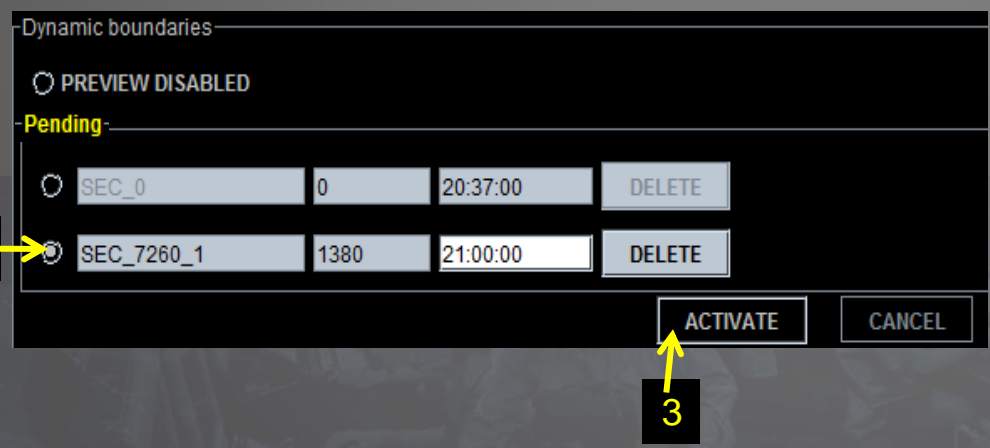 Dynamic boundaries
PREVIEW DISABLED
Pending
SEC_0 0 20:37:00 DELETE
SEC_7260_1 1380 21:00:00 DELETE
ACTIVATE CANCEL
3